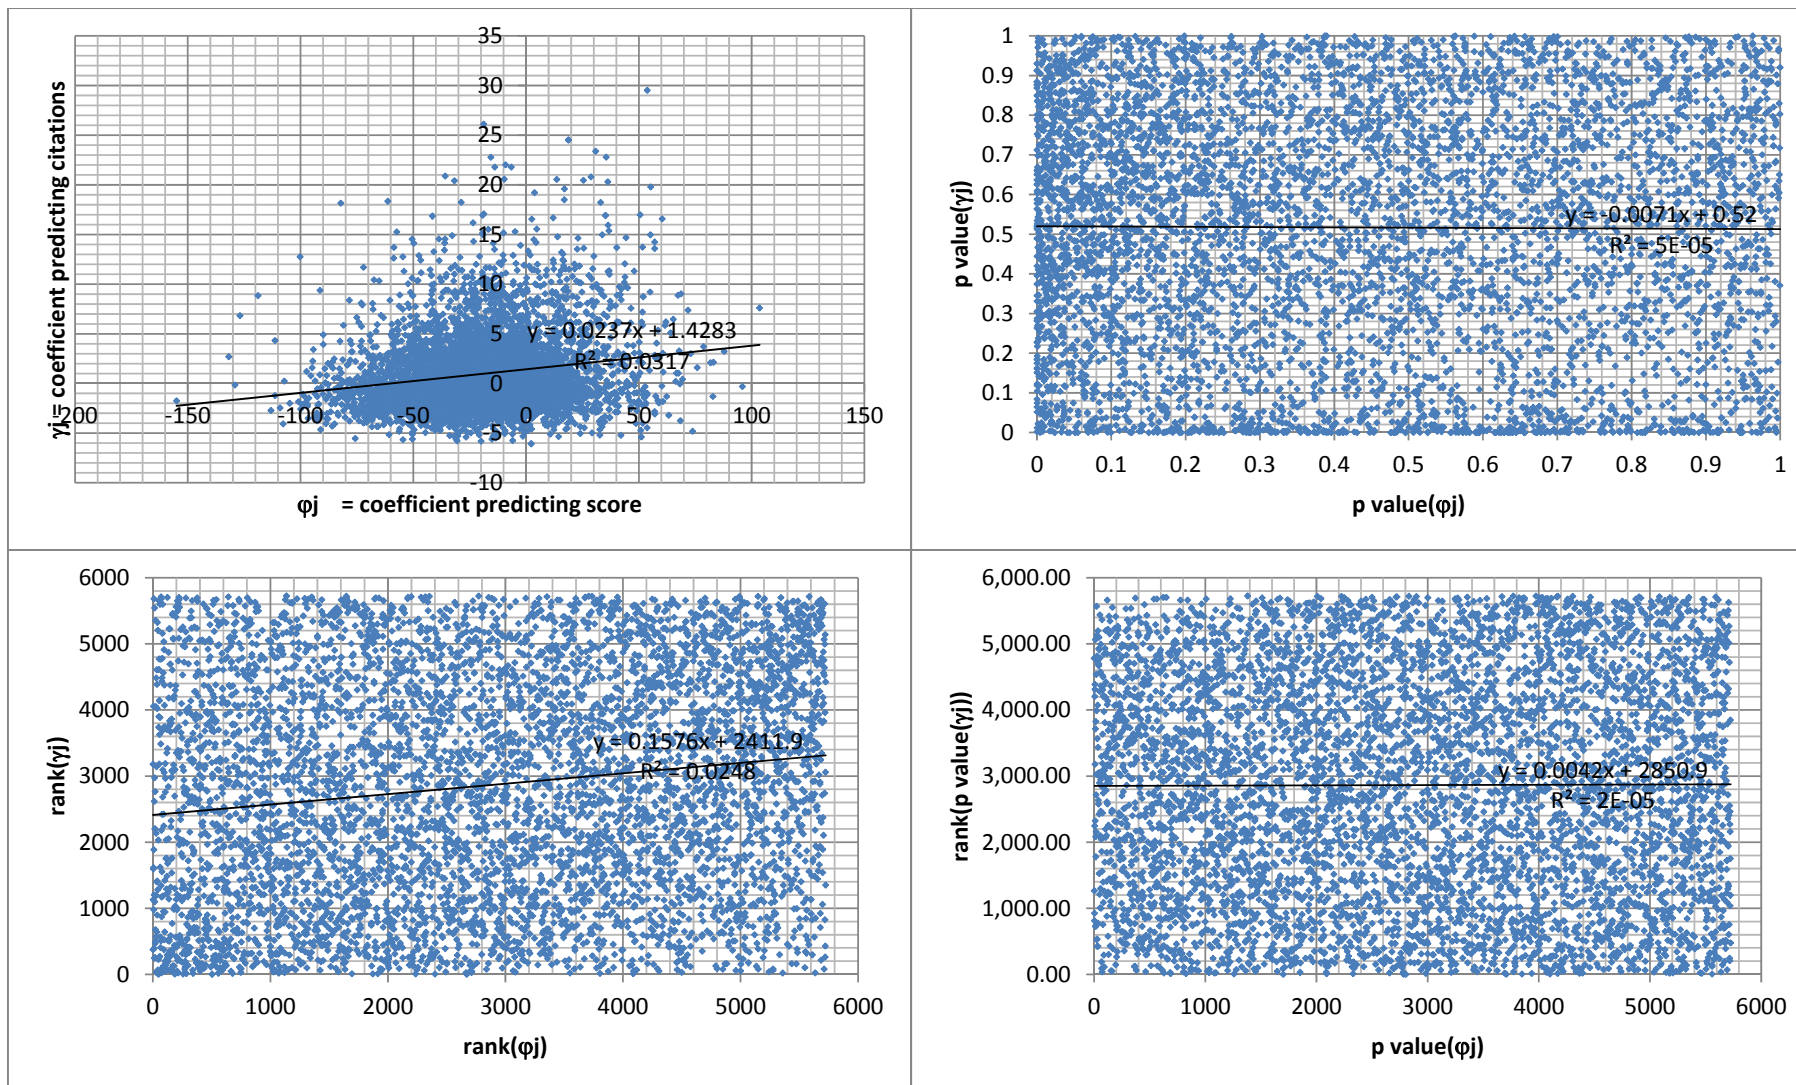 35
30
25
20
15
10
5
0
-5
-10
-200 -150 -100 -50 0 50 100 150
γj = coefficient predicting citations
y = 0.0237x + 1.4283
R² = 0.0317
φj = coefficient predicting score
1
0.9
0.8
0.7
0.6
0.5
0.4
0.3
0.2
0.1
0
0 0.1 0.2 0.3 0.4 0.5 0.6 0.7 0.8 0.9 1
p value(γj)
y = -0.0071x + 0.52
R² = 5E-05
p value(φj)
6000
5000
4000
3000
2000
1000
0
0 1000 2000 3000 4000 5000 6000
rank(γj)
y = 0.1576x + 2411.9
R² = 0.0248
rank(φj)
6,000.00
5,000.00
4,000.00
3,000.00
2,000.00
1,000.00
0.00
0 1000 2000 3000 4000 5000 6000
rank(p value(γj))
y = 0.0042x + 2850.9
R² = 2E-05
p value(φj)